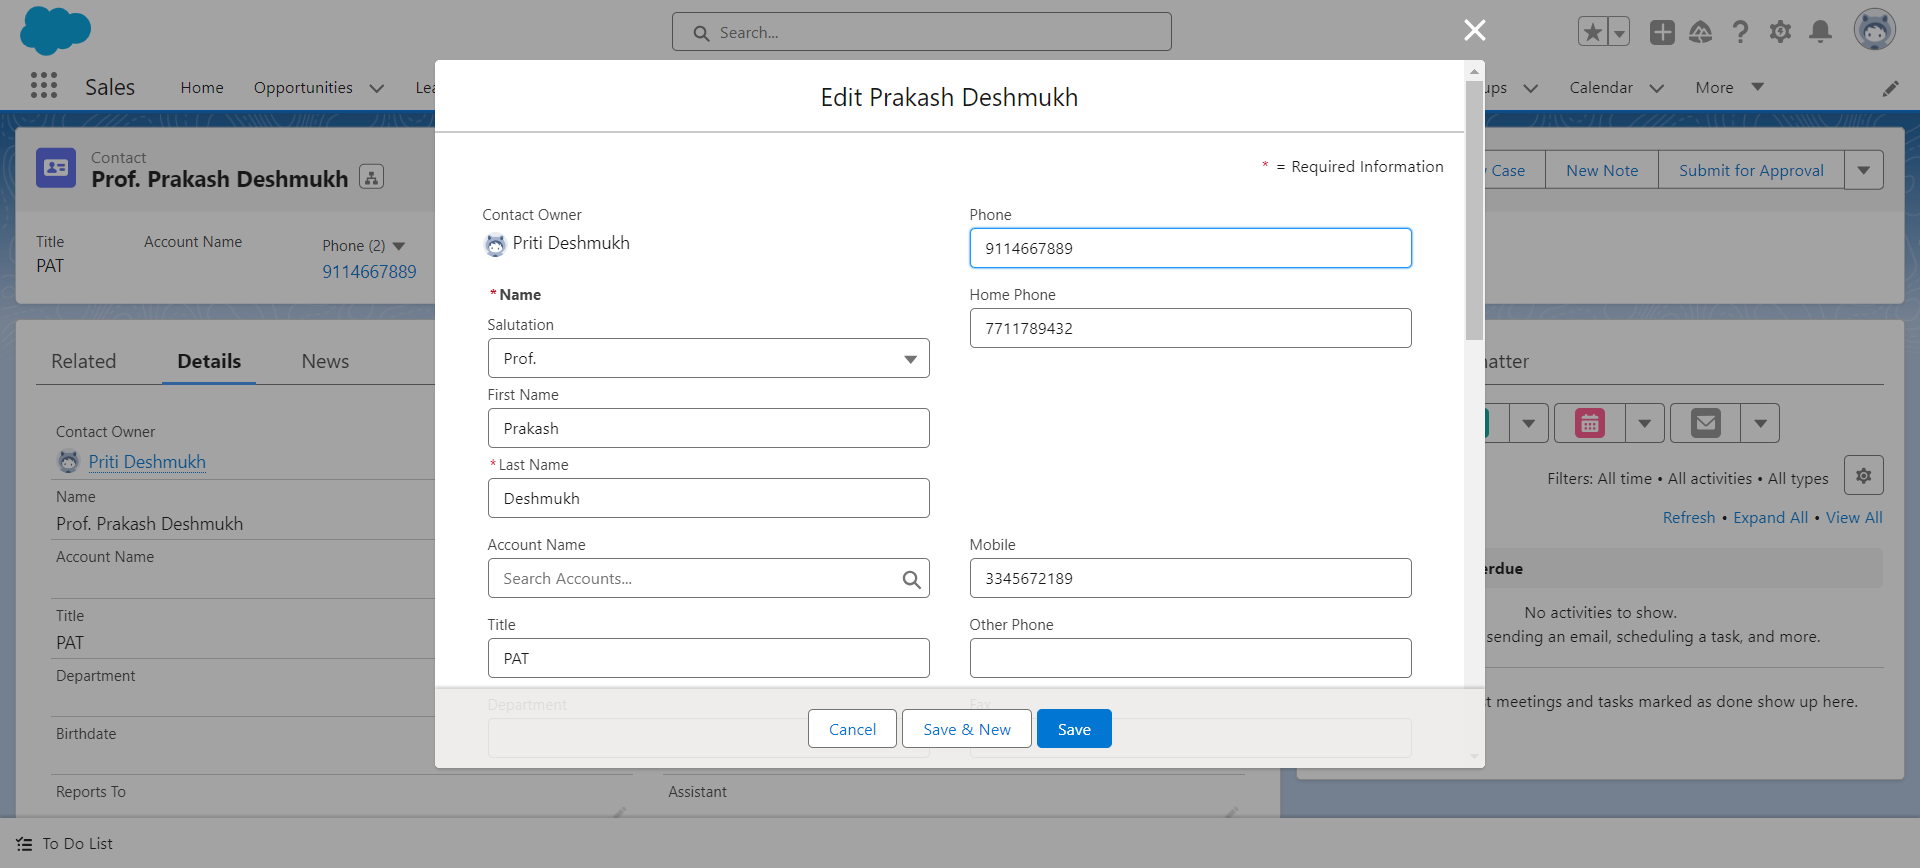 Search...
Sales
Home
Opportunities
Calendar
More
Contact
Prof. Prakash Deshmukh
Case
New Note
Submit for Approval
Title
PAT
Account Name
Phone (2)
9114667889
Related
Details
News
Contact Owner
Priti Deshmukh
Name
Prof. Prakash Deshmukh
Account Name
Title
PAT
Department
Birthdate
Reports To
Assistant
Edit Prakash Deshmukh
* = Required Information
Contact Owner
Priti Deshmukh
* Name
Salutation
Prof.
First Name
Prakash
* Last Name
Deshmukh
Account Name
Search Accounts...
Title
PAT
Department
Phone
9114667889
Home Phone
7711789432
Mobile
3345672189
Other Phone
Fax
Cancel
Save & New
Save
Filters: All time • All activities • All types
Refresh • Expand All • View All
No activities to show.
sending an email, scheduling a task, and more.
meetings and tasks marked as done show up here.
To Do List